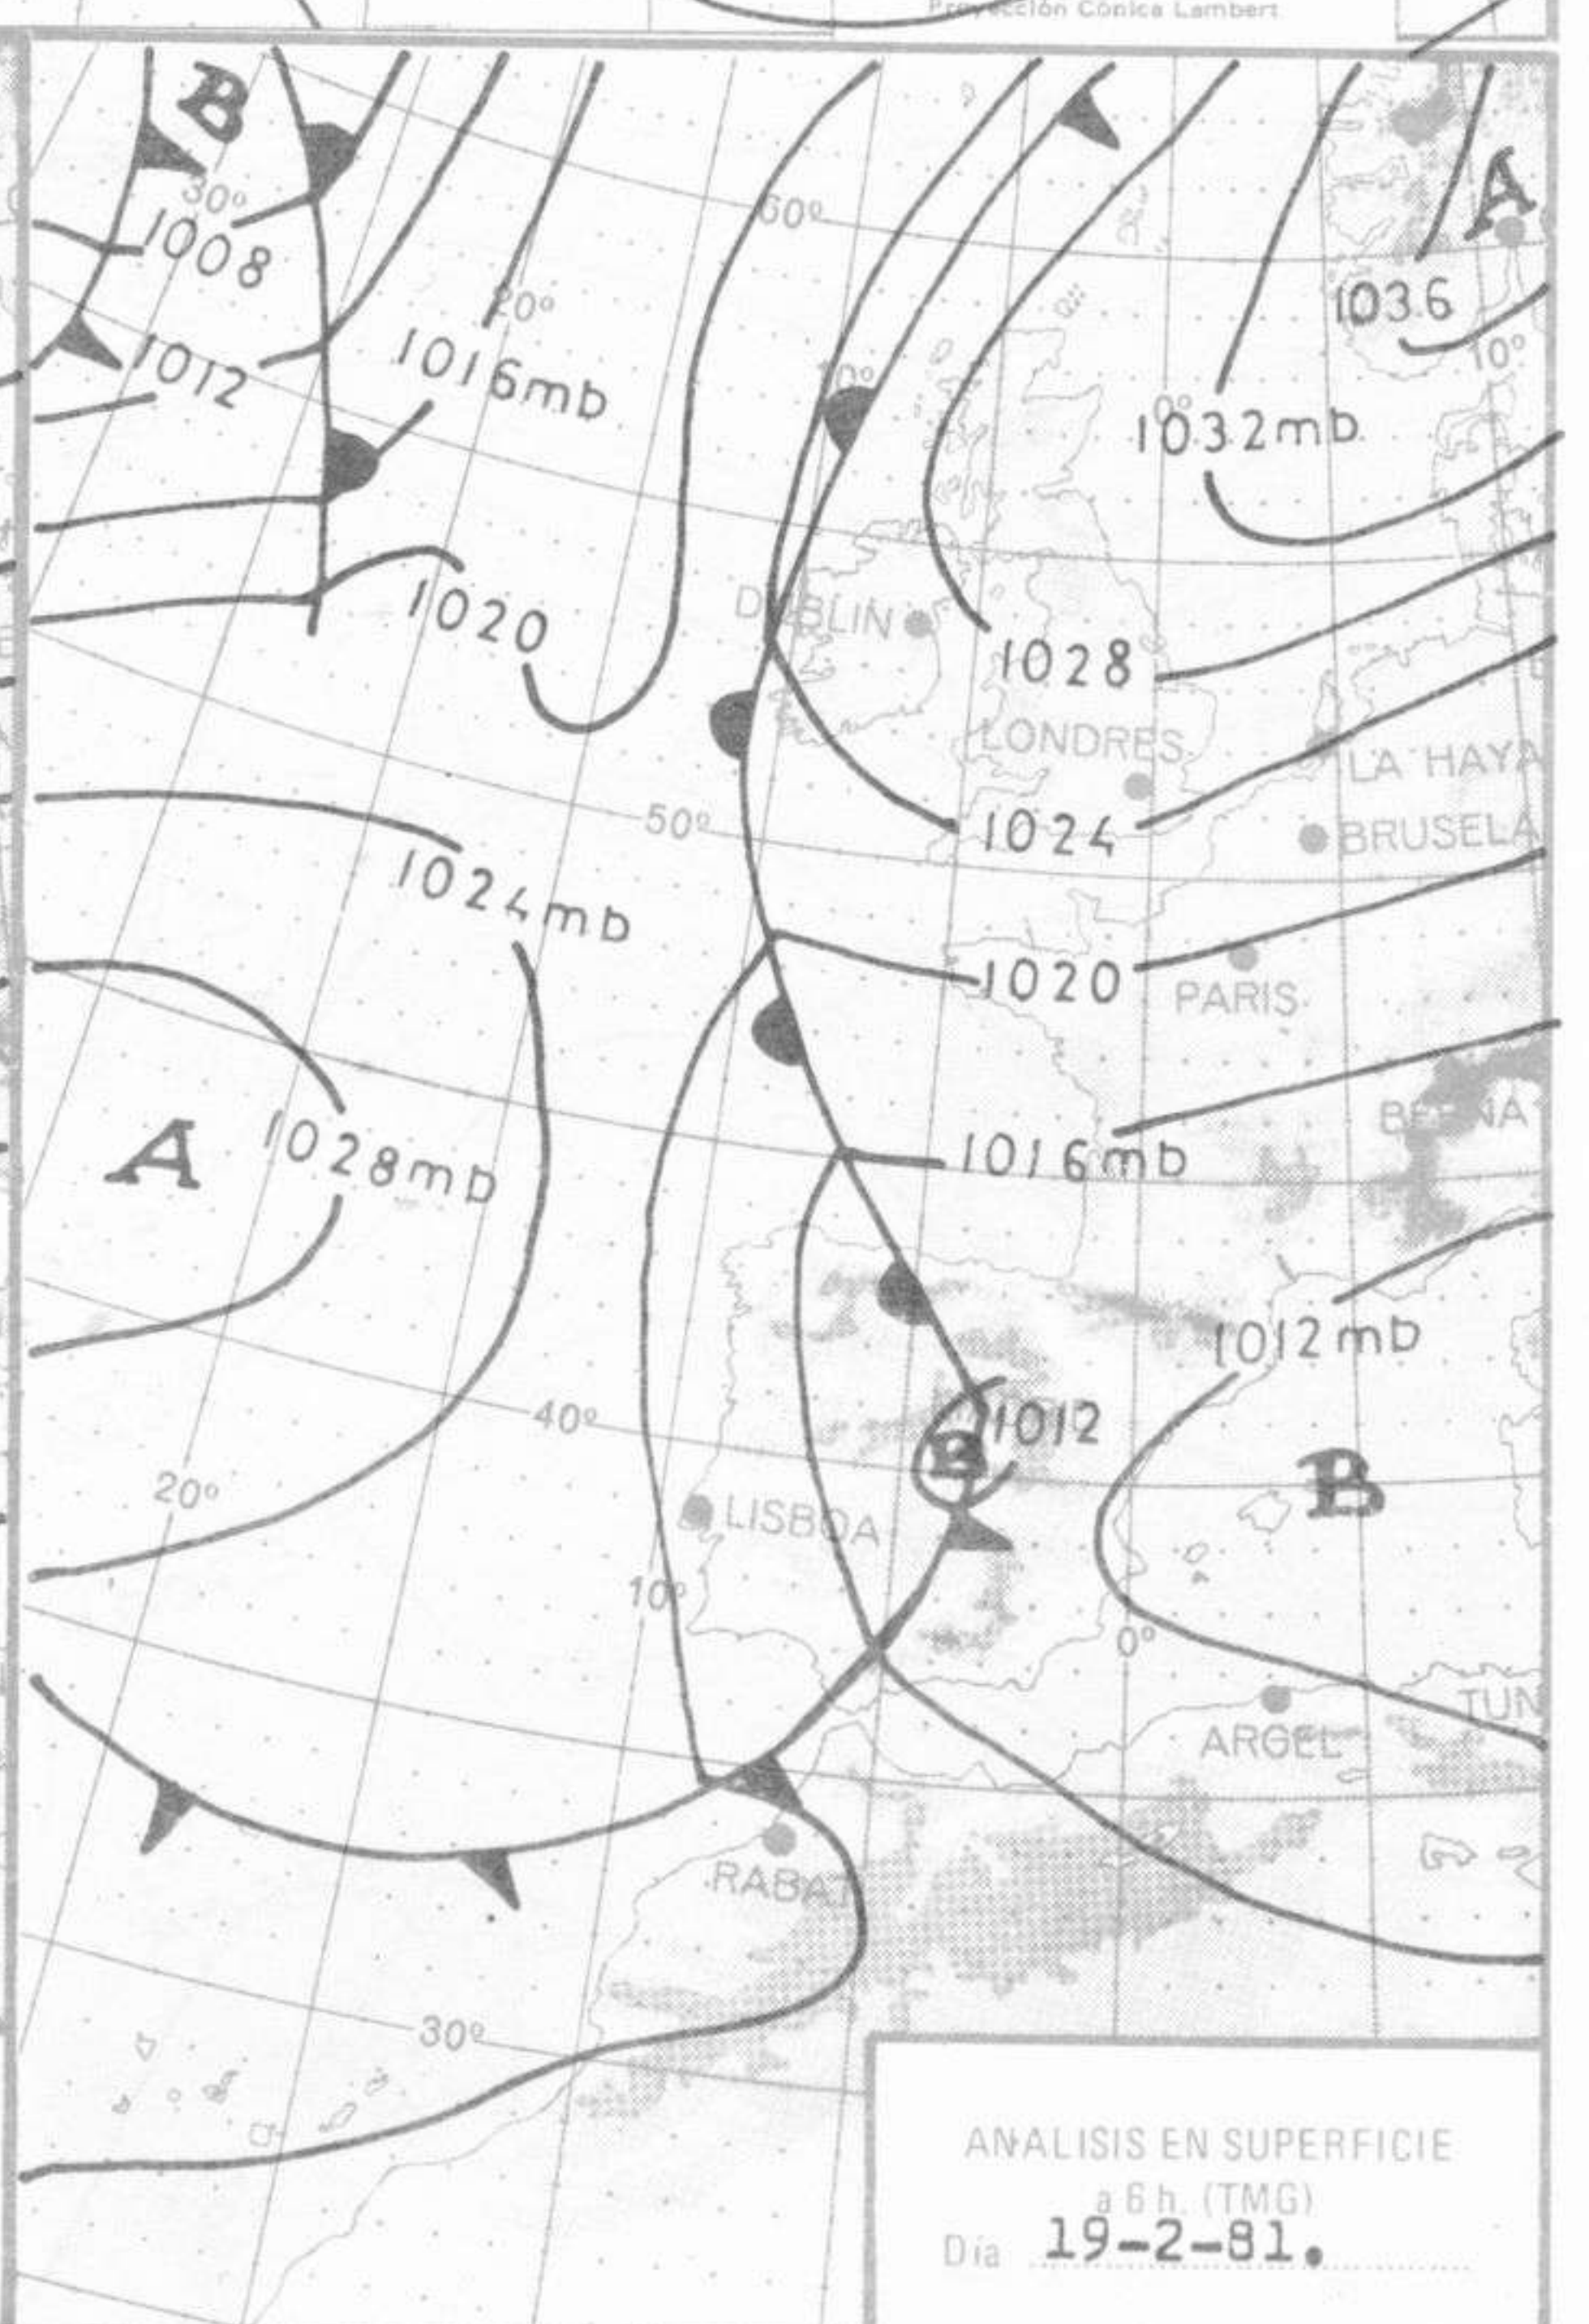 Proyección Cónica Lambert
B
30º
1008
60º
A
1036
20º
1012
1016mb
10º
10º
0º
1032mb
1020
DUBLIN
1028
LONDRES
LA HAYA
50º
1024
BRUSELA
1024mb
1020
PARIS
BERNA
A
1028mb
1016mb
1012mb
40º
1012
B
B
20º
LISBOA
10º
0º
TUN
ARGEL
RABAT
30º
ANALISIS EN SUPERFICIE
a 6 h. (TMG)
Día 19-2-81.